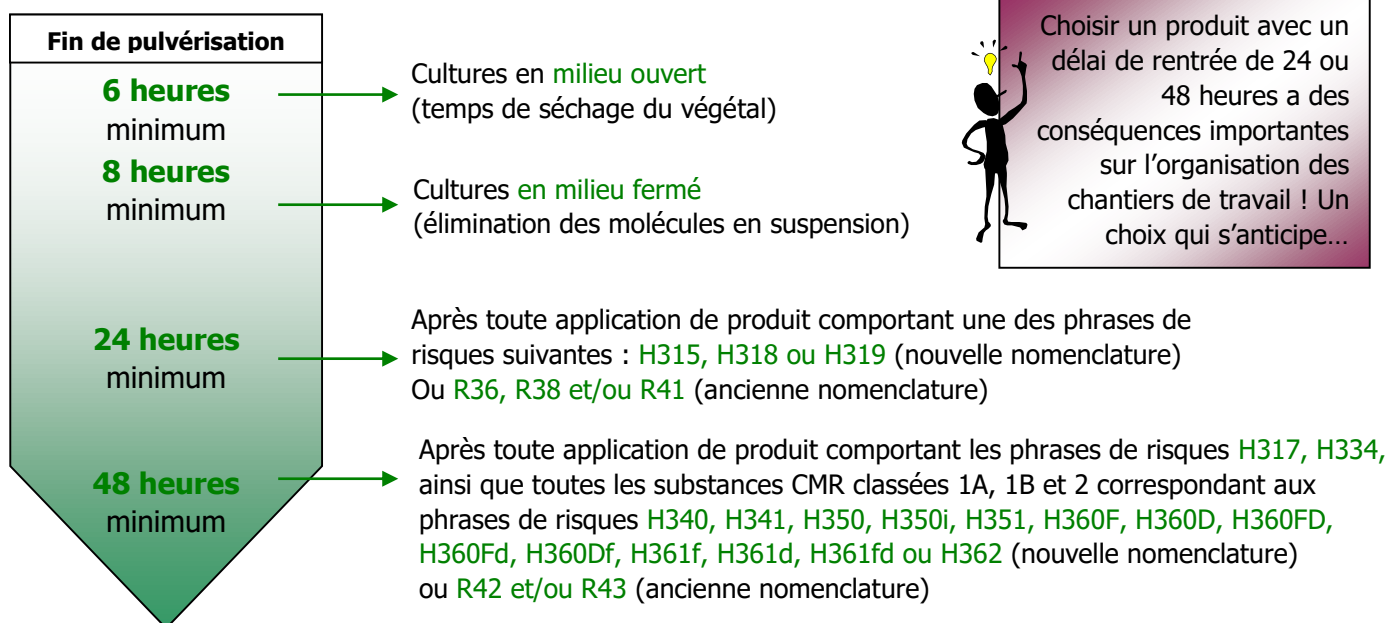 Fin de pulvérisation
6 heures
minimum
8 heures
minimum
24 heures
minimum
48 heures
minimum
Cultures en milieu ouvert
(temps de séchage du végétal)
Cultures en milieu fermé
(élimination des molécules en suspension)
Après toute application de produit comportant une des phrases de
risques suivantes : H315, H318 ou H319 (nouvelle nomenclature)
Ou R36, R38 et/ou R41 (ancienne nomenclature)
Après toute application de produit comportant les phrases de risques H317, H334,
ainsi que toutes les substances CMR classées 1A, 1B et 2 correspondant aux
phrases de risques H340, H341, H350, H350i, H351, H360F, H360D, H360FD,
H360Fd, H360Df, H361f, H361d, H361fd ou H362 (nouvelle nomenclature)
ou R42 et/ou R43 (ancienne nomenclature)
Choisir un produit avec un
délai de rentrée de 24 ou
48 heures a des
conséquences importantes
sur l’organisation des
chantiers de travail ! Un
choix qui s’anticipe…